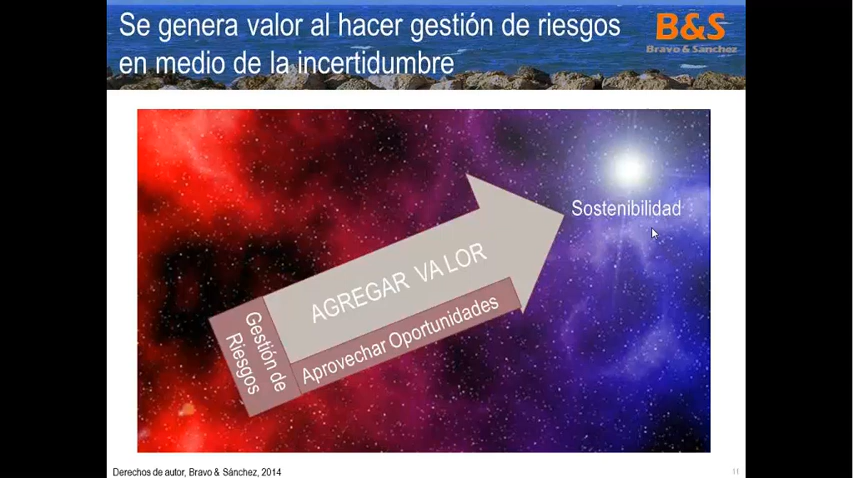 Se genera valor al hacer gestión de riesgos
en medio de la incertidumbre
B&S
Bravo & Sánchez
Sostenibilidad
AGREGAR VALOR
Gestión de
Riesgos
Aprovechar Oportunidades
Derechos de autor, Bravo & Sánchez, 2014
11